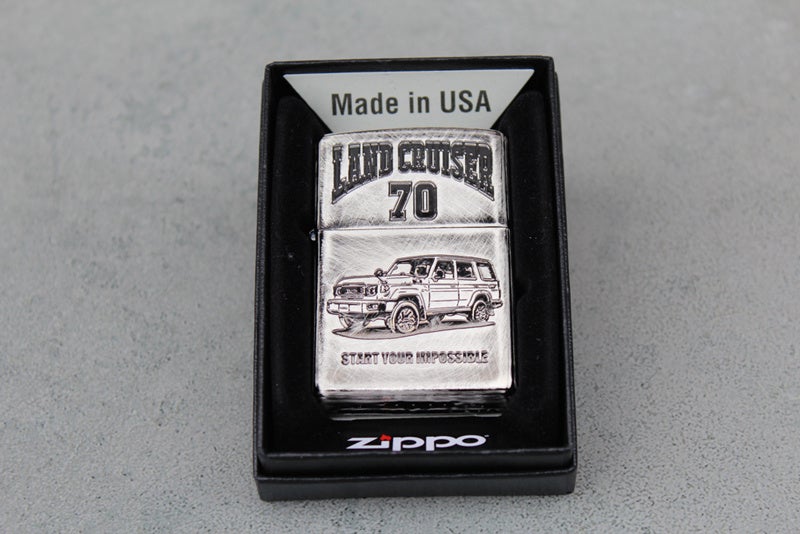 Made in USA
LAND CRUISER
70
START YOUR IMPOSSIBLE
zippo